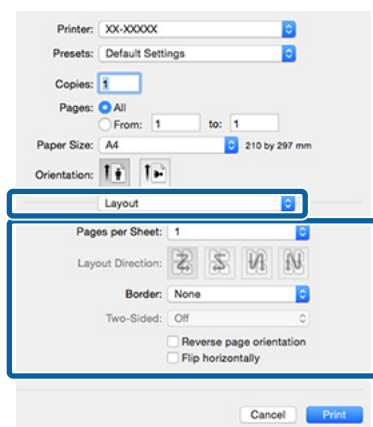 Printer: XX-XXXXX
Presets: Default Settings
Copies: 1
Pages: All
From: 1 to: 1
Paper Size: A4 210 by 297 mm
Orientation:
Layout
Pages per Sheet: 1
Layout Direction:
Border: None
Two-Sided: Off
Reverse page orientation
Flip horizontally
Cancel Print